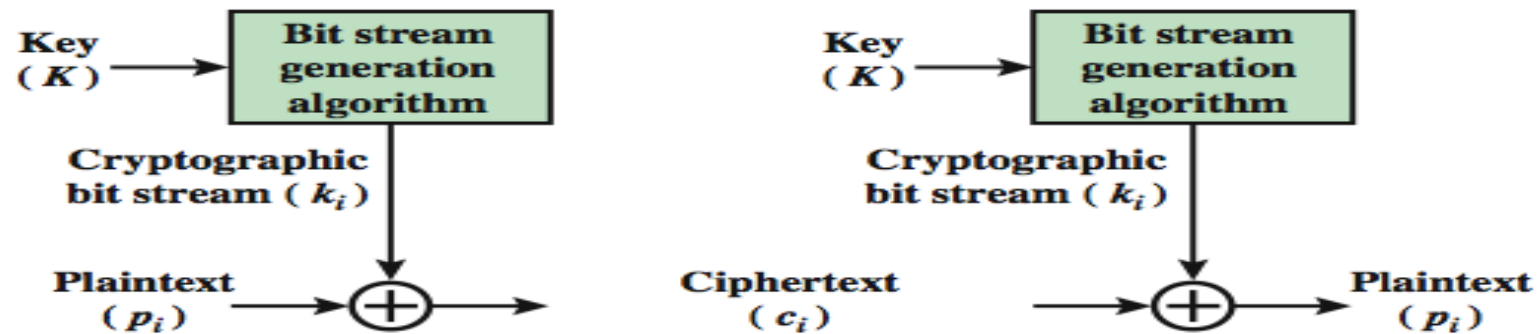 Key
( K )
Bit stream
generation
algorithm
Cryptographic
bit stream ( kᵢ )
Plaintext
( pᵢ )
Ciphertext
( cᵢ )
Key
( K )
Bit stream
generation
algorithm
Cryptographic
bit stream ( kᵢ )
Plaintext
( pᵢ )